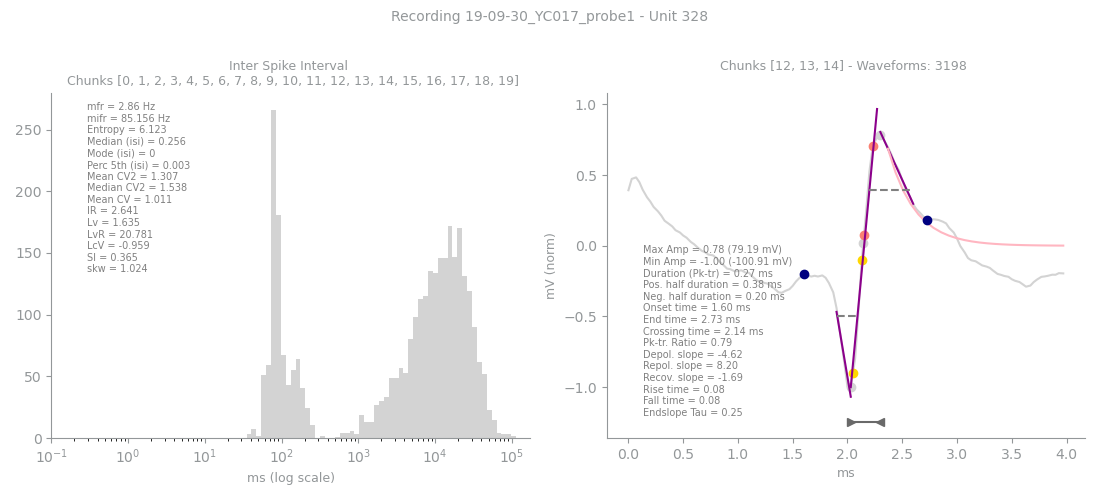 Recording 19-09-30_YC017_probe1 - Unit 328
Inter Spike Interval
Chunks [0, 1, 2, 3, 4, 5, 6, 7, 8, 9, 10, 11, 12, 13, 14, 15, 16, 17, 18, 19]
mfr = 2.86 Hz
mifr = 85.156 Hz
Entropy = 6.123
Median (isi) = 0.256
Mode (isi) = 0
Perc 5th (isi) = 0.003
Mean CV2 = 1.307
Median CV2 = 1.538
Mean CV = 1.011
IR = 2.641
Lv = 1.635
LvR = 20.781
LcV = -0.959
SI = 0.365
skw = 1.024
250
200
150
100
50
0
10⁻¹ 10⁰ 10¹ 10² 10³ 10⁴ 10⁵
ms (log scale)
Chunks [12, 13, 14] - Waveforms: 3198
mV (norm)
1.0
0.5
0.0
−0.5
−1.0
Max Amp = 0.78 (79.19 mV)
Min Amp = -1.00 (-100.91 mV)
Duration (Pk-tr) = 0.27 ms
Pos. half duration = 0.38 ms
Neg. half duration = 0.20 ms
Onset time = 1.60 ms
End time = 2.73 ms
Crossing time = 2.14 ms
Pk-tr. Ratio = 0.79
Depol. slope = -4.62
Repol. slope = 8.20
Recov. slope = -1.69
Rise time = 0.08
Fall time = 0.08
Endslope Tau = 0.25
0.0 0.5 1.0 1.5 2.0 2.5 3.0 3.5 4.0
ms